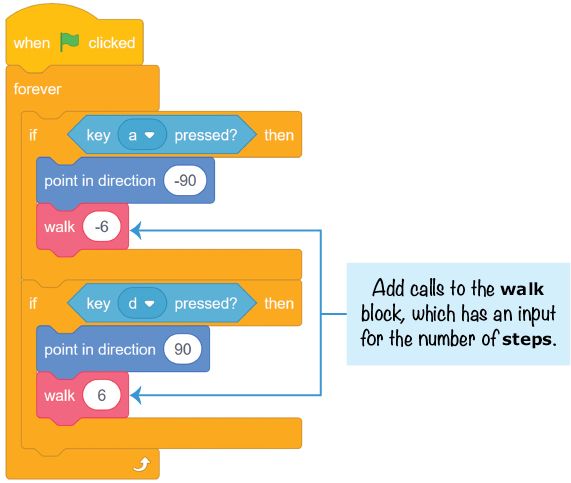 when clicked
forever
if key a pressed? then
point in direction -90
walk -6
if key d pressed? then
point in direction 90
walk 6
Add calls to the walk
block, which has an input
for the number of steps.